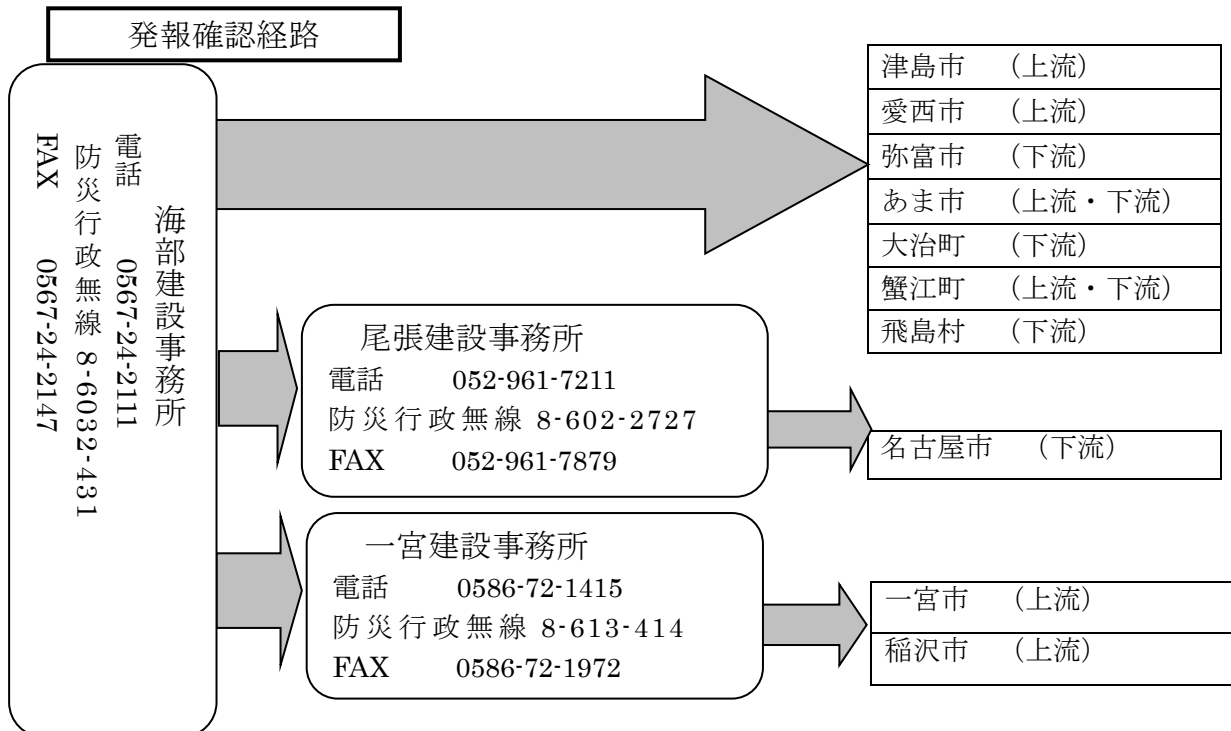 発報確認経路
海部建設事務所
電話 0567-24-2111
防災行政無線 8-6032-431
FAX 0567-24-2147
津島市 （上流）
愛西市 （上流）
弥富市 （下流）
あま市 （上流・下流）
大治町 （下流）
蟹江町 （上流・下流）
飛島村 （下流）
尾張建設事務所
電話 052-961-7211
防災行政無線 8-602-2727
FAX 052-961-7879
名古屋市 （下流）
一宮建設事務所
電話 0586-72-1415
防災行政無線 8-613-414
FAX 0586-72-1972
一宮市 （上流）
稲沢市 （上流）